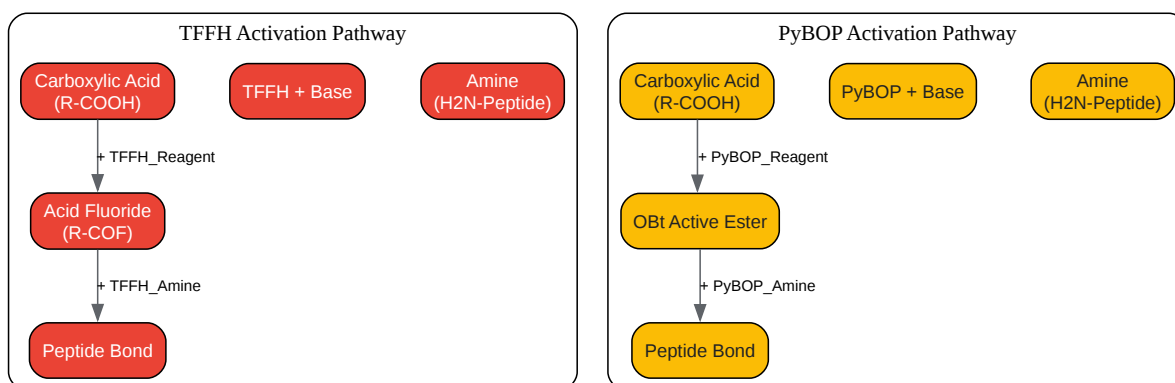 TFFH Activation Pathway
Carboxylic Acid
(R-COOH)
TFFH + Base
Amine
(H2N-Peptide)
+ TFFH_Reagent
Acid Fluoride
(R-COF)
+ TFFH_Amine
Peptide Bond
PyBOP Activation Pathway
Carboxylic Acid
(R-COOH)
PyBOP + Base
Amine
(H2N-Peptide)
+ PyBOP_Reagent
OBt Active Ester
+ PyBOP_Amine
Peptide Bond